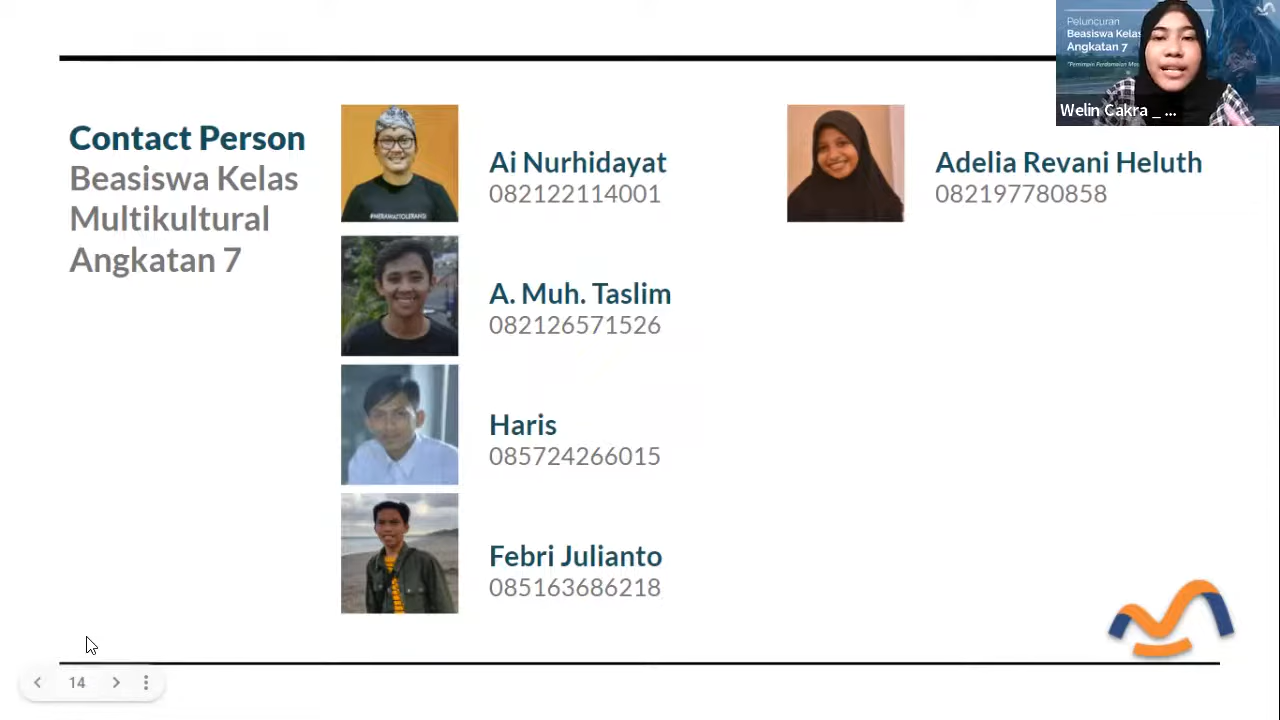 Contact Person
Beasiswa Kelas
Multikultural
Angkatan 7
Ai Nurhidayat
082122114001
A. Muh. Taslim
082126571526
Haris
085724266015
Febri Julianto
085163686218
Adelia Revani Heluth
082197780858
Peluncuran
Beasiswa Kelas
Angkatan 7
Welin Cakra _ ...
14